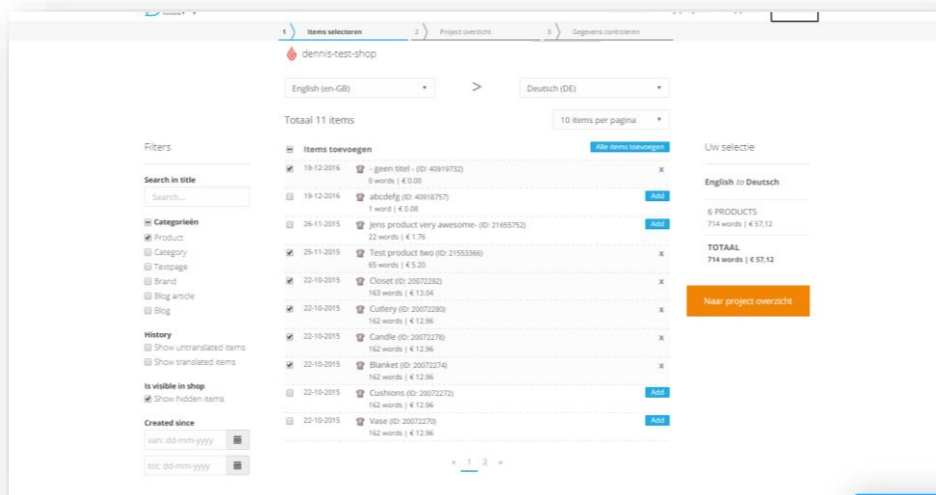 1 Items selecteren 2 Project overzicht 3 Gegevens controleren
dennis-test-shop
English (en-GB) > Deutsch (DE)
Totaal 11 items 10 items per pagina
Filters
Search in title
Search...
Categorieën
Product
Category
Textpage
Brand
Blog article
Blog
History
Show untranslated items
Show translated items
Is visible in shop
Show hidden items
Created since
van: dd-mm-yyyy
tot: dd-mm-yyyy
Items toevoegen Alle items toevoegen
19-12-2016 - geen titel - (ID: 40919732) x
0 words | € 0.00
19-12-2016 abcdefg (ID: 40918757) Add
1 word | € 0.08
26-11-2015 Jens product very awesome- (ID: 21655752) Add
22 words | € 1.76
25-11-2015 Test product two (ID: 21553366) x
65 words | € 5.20
22-10-2015 Closet (ID: 20072282) x
163 words | € 13.04
22-10-2015 Cutlery (ID: 20072280) x
162 words | € 12.96
22-10-2015 Candle (ID: 20072278) x
162 words | € 12.96
22-10-2015 Blanket (ID: 20072274) x
162 words | € 12.96
22-10-2015 Cushions (ID: 20072272) Add
162 words | € 12.96
22-10-2015 Vase (ID: 20072270) Add
162 words | € 12.96
« 1 2 »
Uw selectie
English to Deutsch
6 PRODUCTS
714 words | € 57,12
TOTAAL
714 words | € 57,12
Naar project overzicht